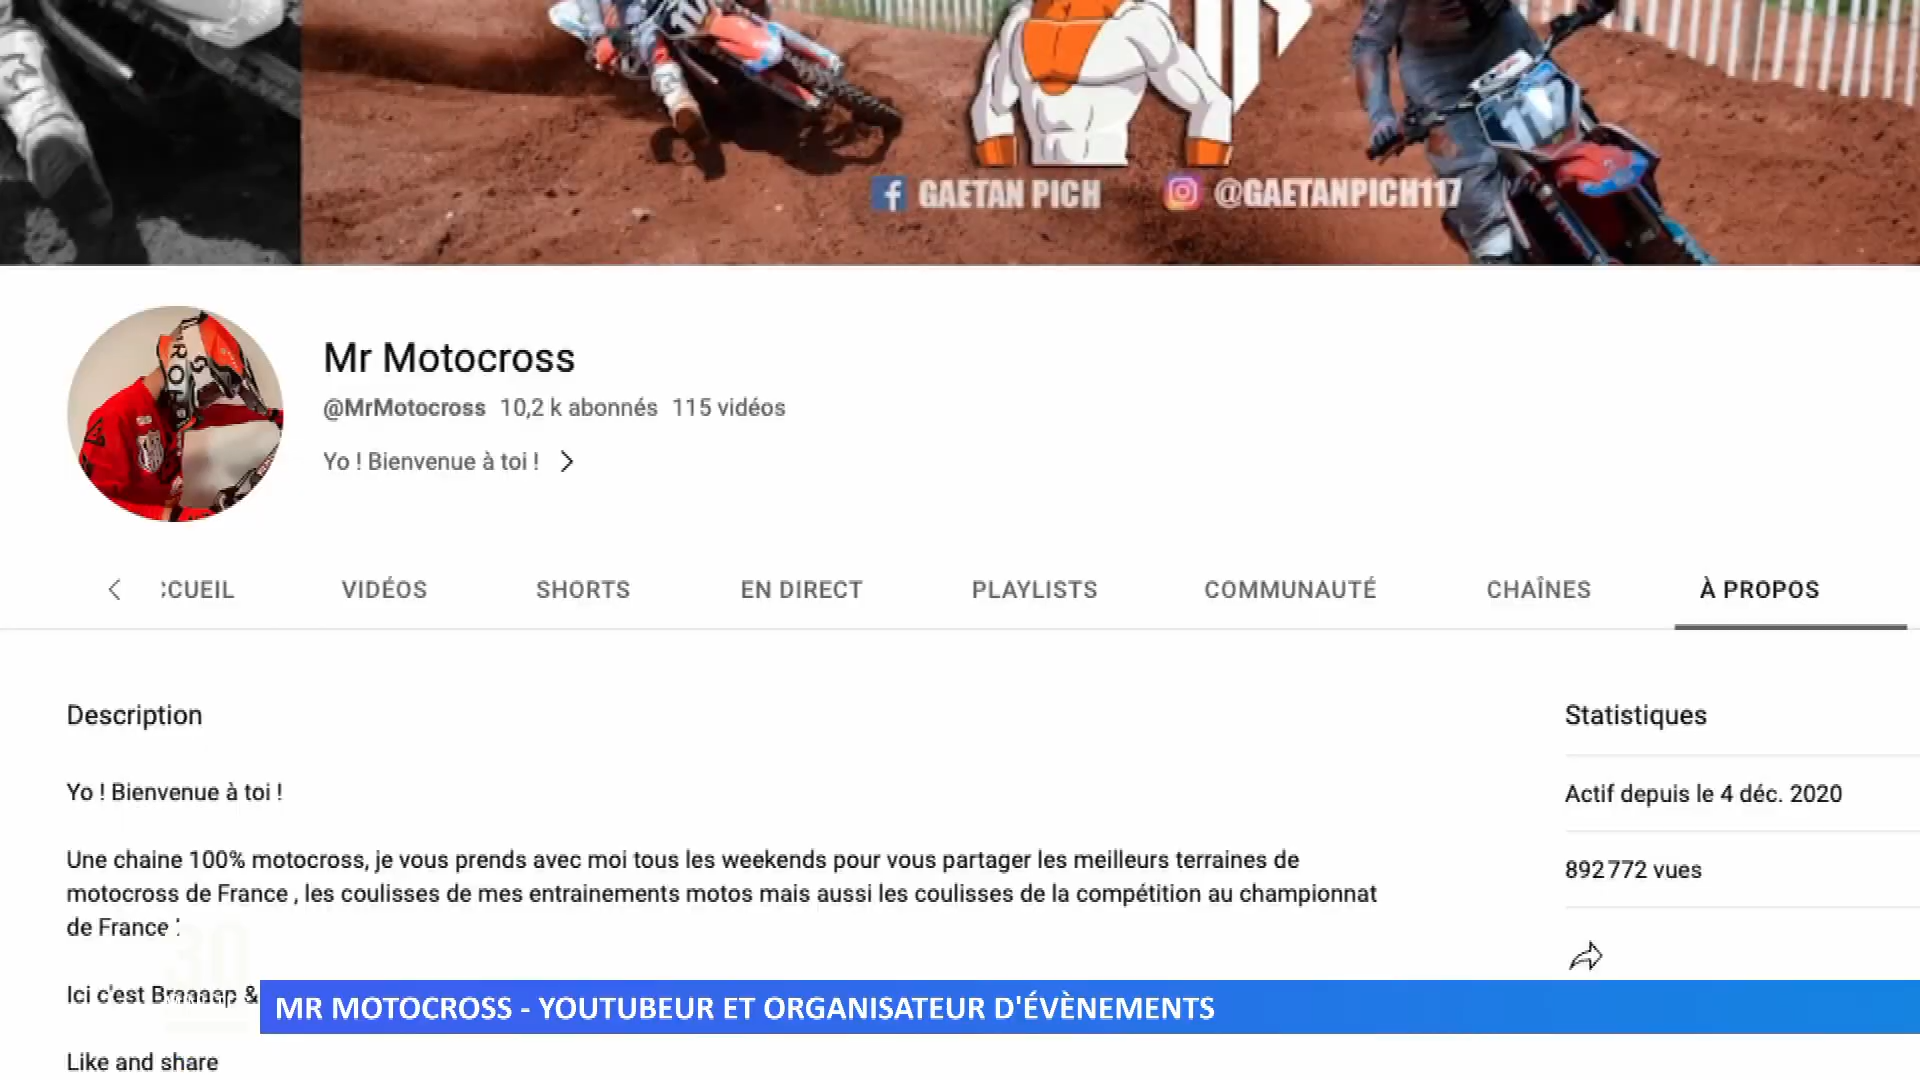 117
GAETAN PICH
@GAETANPICH117
Mr Motocross
@MrMotocross 10,2 k abonnés 115 vidéos
Yo ! Bienvenue à toi !
CUEIL VIDÉOS SHORTS EN DIRECT PLAYLISTS COMMUNAUTÉ CHAÎNES À PROPOS
Description
Statistiques
Yo ! Bienvenue à toi !
Actif depuis le 4 déc. 2020
Une chaine 100% motocross, je vous prends avec moi tous les weekends pour vous partager les meilleurs terraines de
motocross de France , les coulisses de mes entrainements motos mais aussi les coulisses de la compétition au championnat
de France
892 772 vues
30
Ici c'est Braaaap &
MR MOTOCROSS - YOUTUBEUR ET ORGANISATEUR D'ÉVÈNEMENTS
Like and share